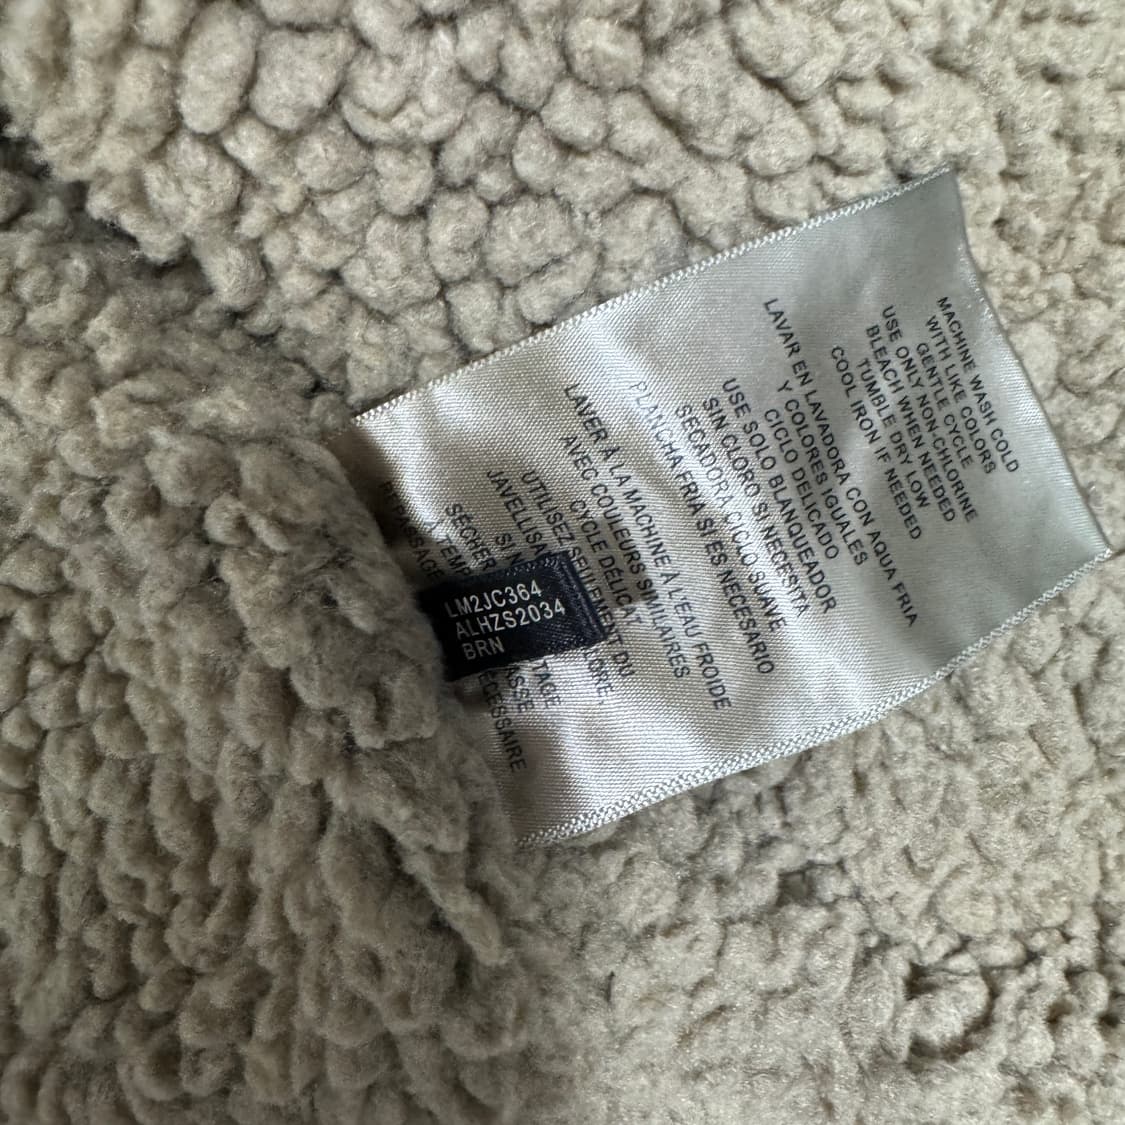 MACHINE WASH COLD
WITH LIKE COLORS
GENTLE CYCLE
USE ONLY NON-CHLORINE
BLEACH WHEN NEEDED
TUMBLE DRY LOW
COOL IRON IF NEEDED
LAVAR EN LAVADORA CON AQUA FRIA
Y COLORES IGUALES
CICLO DELICADO
USE SOLO BLANQUEADOR
SIN CLORO SI NECESITA
SECADORA, CICLO SUAVE
PLANCHA FRIA SI ES NECESARIO
LAVER À LA MACHINE À L'EAU FROIDE
AVEC COULEURS SIMILAIRES
CYCLE DÉLICAT
UTILISEZ SEULEMENT DU
SÉCHER
LM2JC364
ALHZS2034
BRN